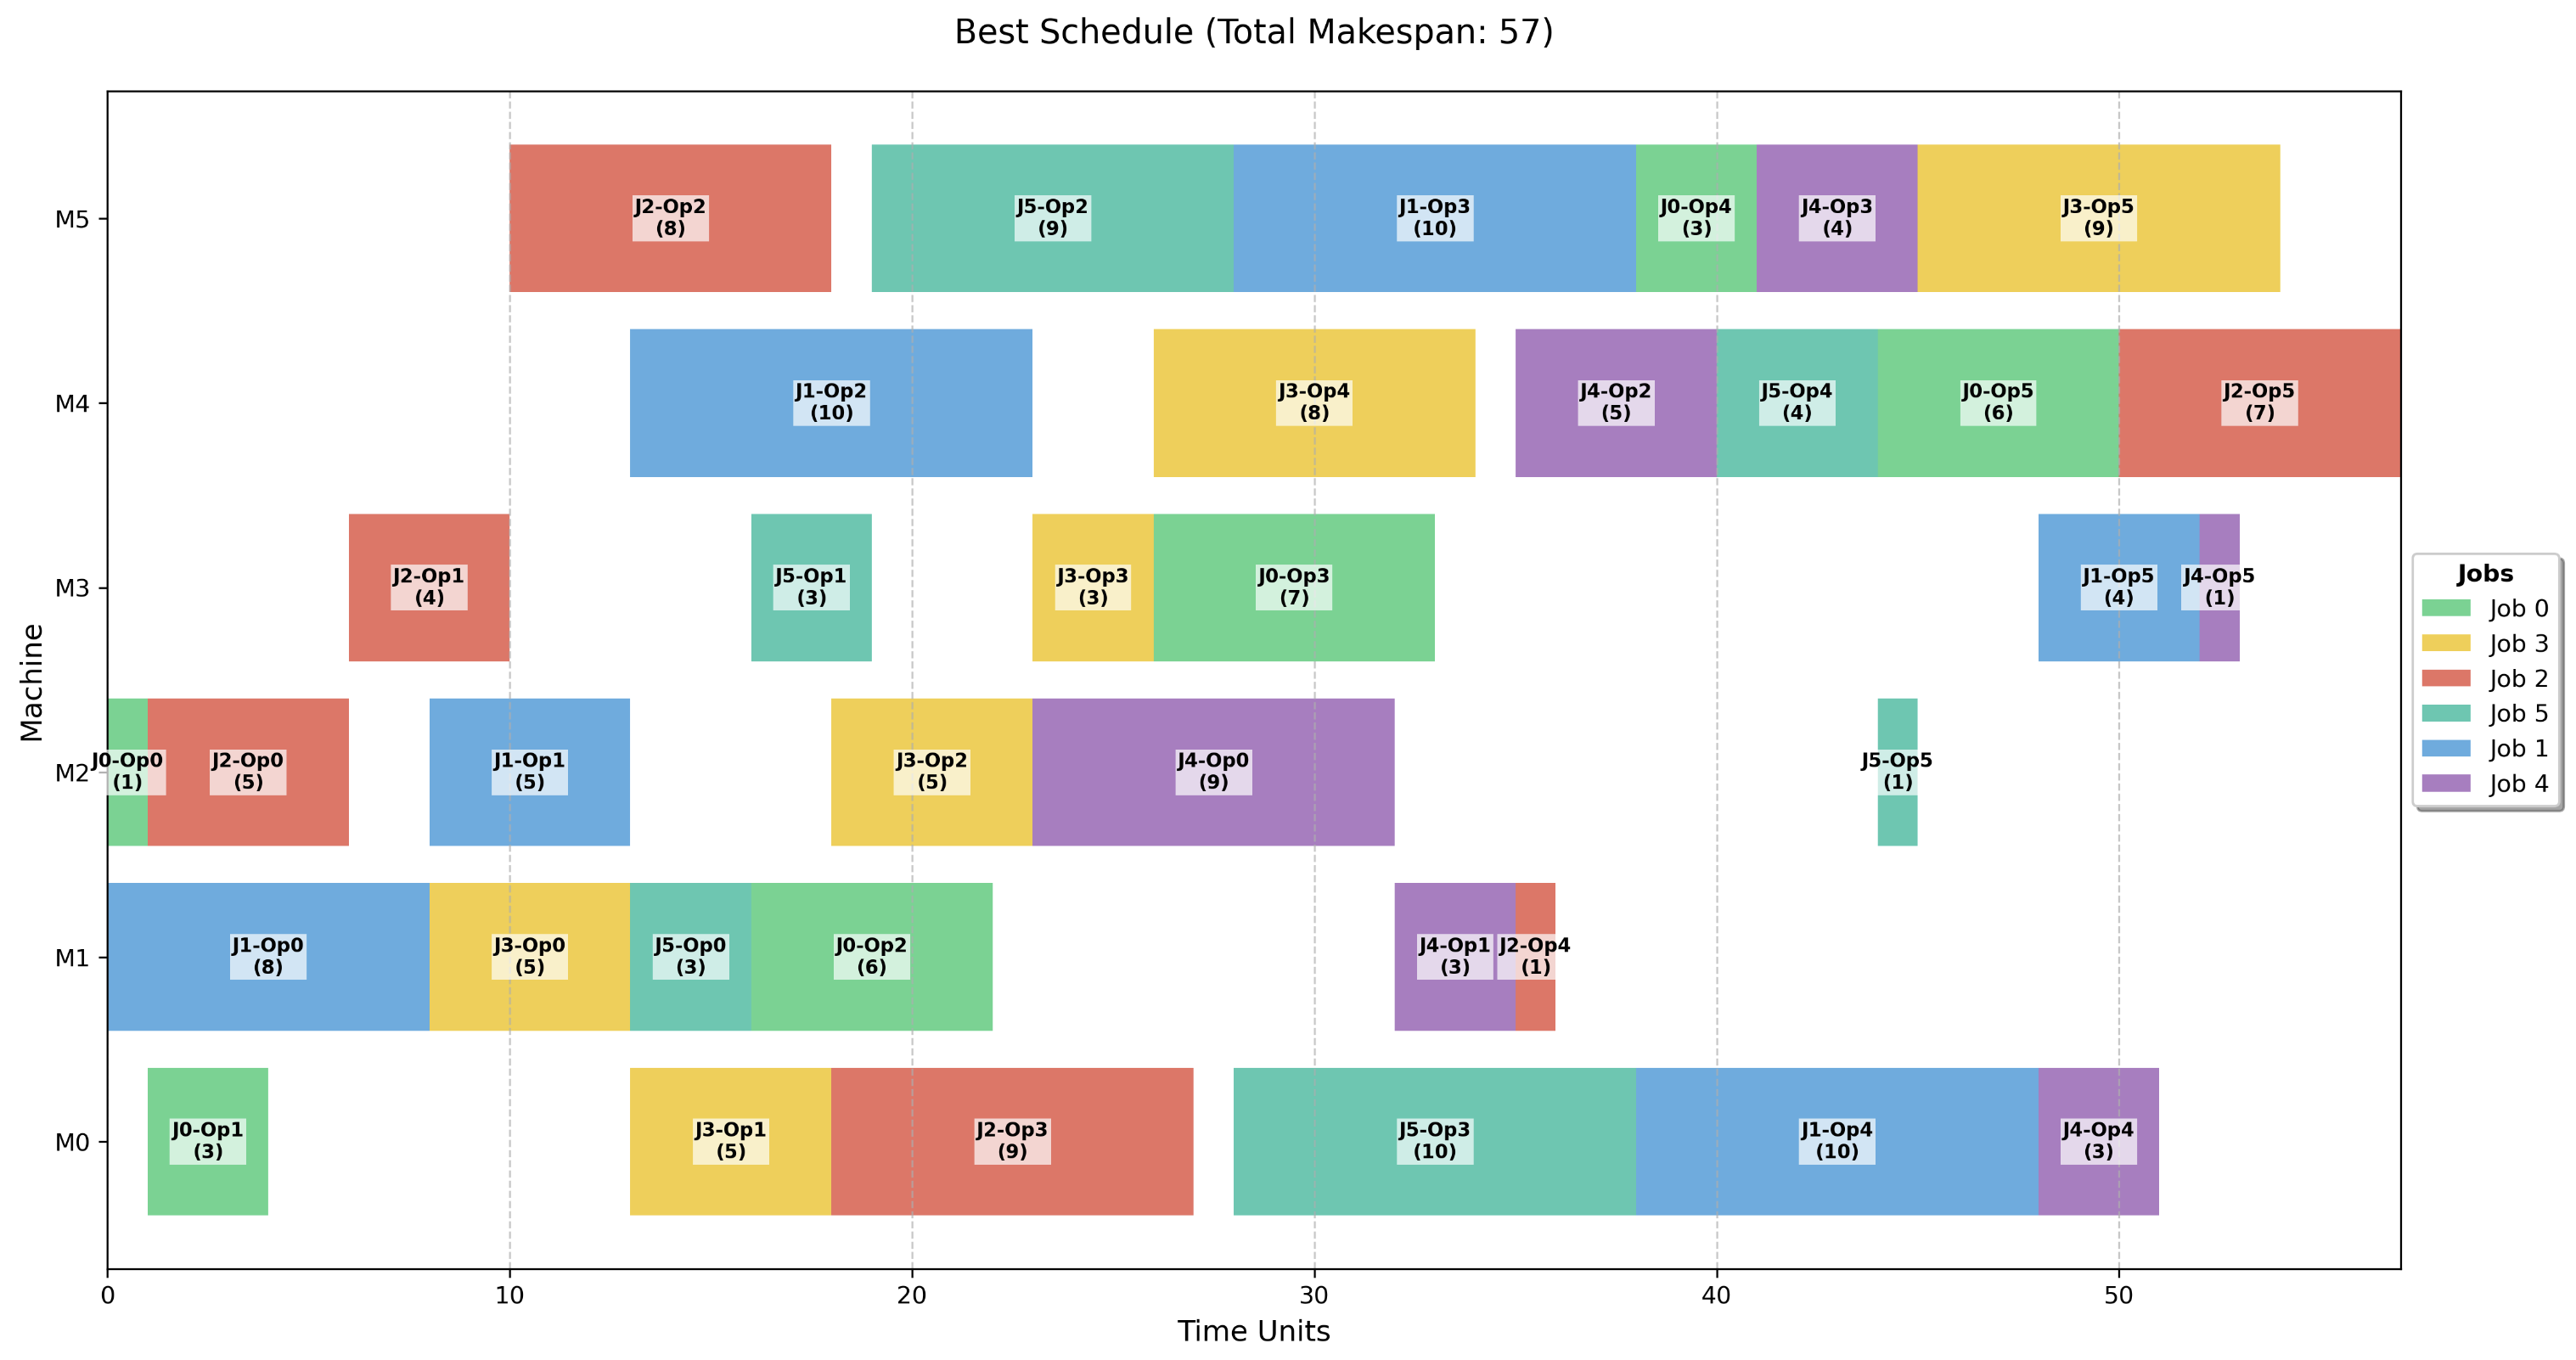 Best Schedule (Total Makespan: 57)
Machine
M5
J2-Op2
(8)
J5-Op2
(9)
J1-Op3
(10)
J0-Op4
(3)
J4-Op3
(4)
J3-Op5
(9)
M4
J1-Op2
(10)
J3-Op4
(8)
J4-Op2
(5)
J5-Op4
(4)
J0-Op5
(6)
J2-Op5
(7)
M3
J2-Op1
(4)
J5-Op1
(3)
J3-Op3
(3)
J0-Op3
(7)
J1-Op5
(4)
J4-Op5
(1)
M2
J0-Op0
(1)
J2-Op0
(5)
J1-Op1
(5)
J3-Op2
(5)
J4-Op0
(9)
J5-Op5
(1)
M1
J1-Op0
(8)
J3-Op0
(5)
J5-Op0
(3)
J0-Op2
(6)
J4-Op1
(3)
J2-Op4
(1)
M0
J0-Op1
(3)
J3-Op1
(5)
J2-Op3
(9)
J5-Op3
(10)
J1-Op4
(10)
J4-Op4
(3)
0 10 20 30 40 50
Time Units
Jobs
Job 0
Job 3
Job 2
Job 5
Job 1
Job 4